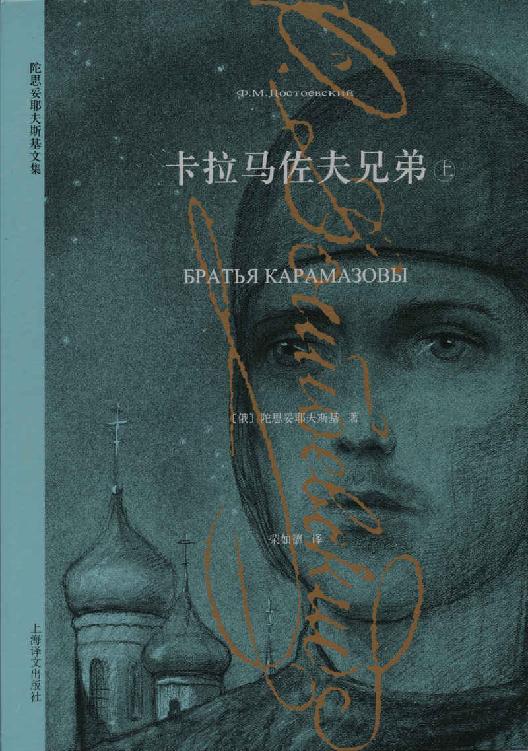 陀思妥耶夫斯基文集
Ф.М.Достоевский
卡拉马佐夫兄弟 上
БРАТЬЯ КАРАМАЗОВЫ
〔俄〕陀思妥耶夫斯基 著
荣如德 译
上海译文出版社